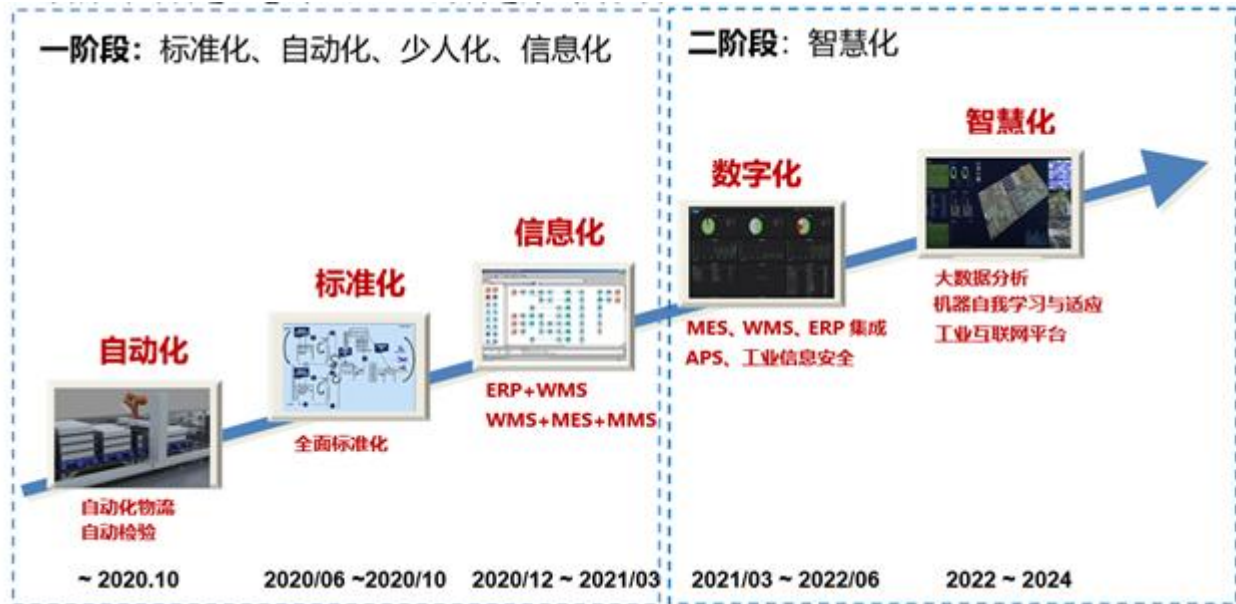 一阶段：标准化、自动化、少人化、信息化
自动化
自动化物流
自动检验
~ 2020.10
标准化
全面标准化
2020/06 ~2020/10
信息化
ERP+WMS
WMS+MES+MMS
2020/12 ~ 2021/03
二阶段：智慧化
数字化
MES、WMS、ERP 集成
APS、工业信息安全
2021/03 ~ 2022/06
智慧化
大数据分析
机器自我学习与适应
工业互联网平台
2022 ~ 2024